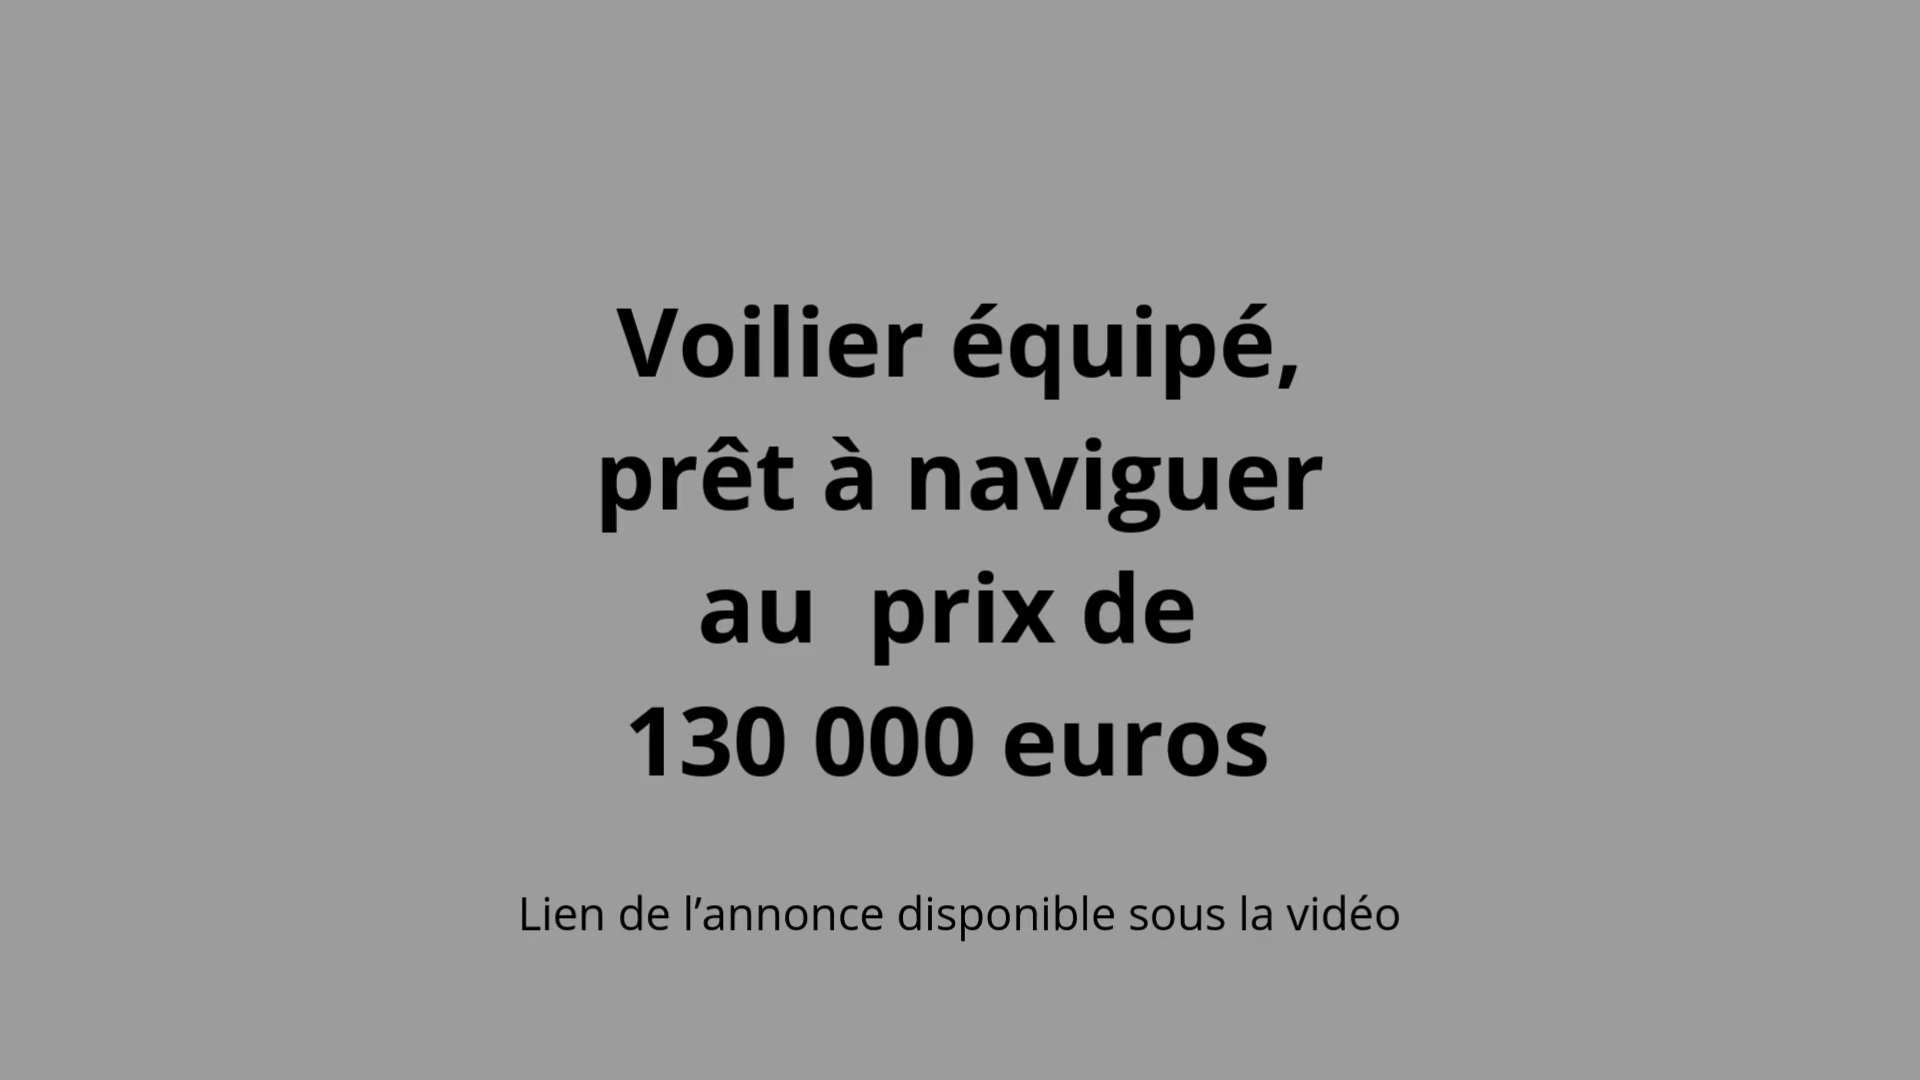 Voilier équipé,
prêt à naviguer
au  prix de
130 000 euros
Lien de l’annonce disponible sous la vidéo